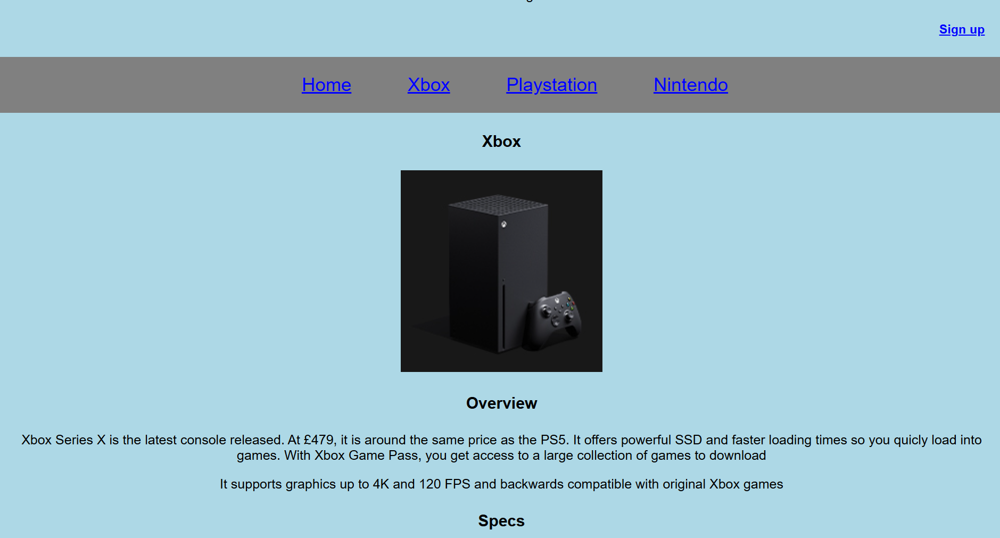 Sign up
Home Xbox Playstation Nintendo
Xbox
Overview
Xbox Series X is the latest console released. At £479, it is around the same price as the PS5. It offers powerful SSD and faster loading times so you quicly load into
games. With Xbox Game Pass, you get access to a large collection of games to download
It supports graphics up to 4K and 120 FPS and backwards compatible with original Xbox games
Specs